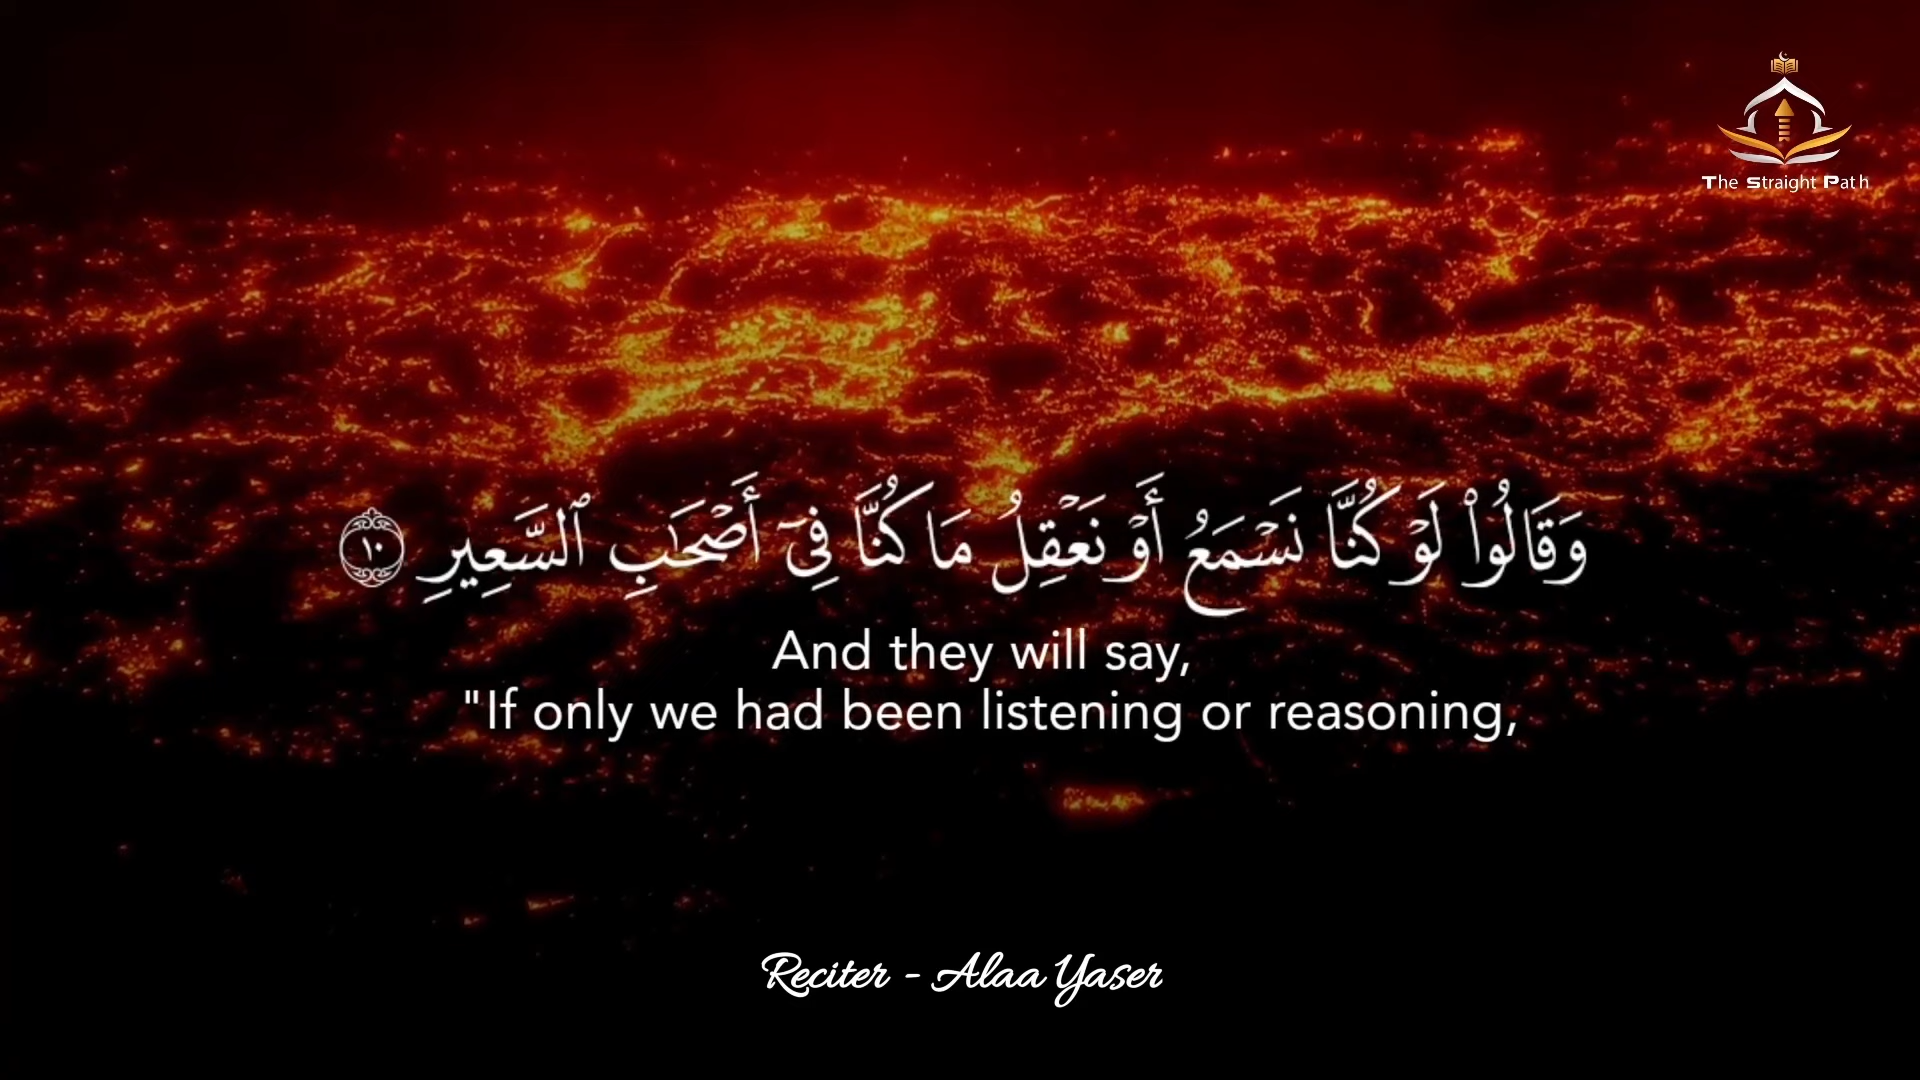 The Straight Path
وَقَالُوا۟ لَوْ كُنَّا نَسْمَعُ أَوْ نَعْقِلُ مَا كُنَّا فِىٓ أَصْحَـٰبِ ٱلسَّعِيرِ ١٠
And they will say,
"If only we had been listening or reasoning,
Reciter - Alaa Yaser